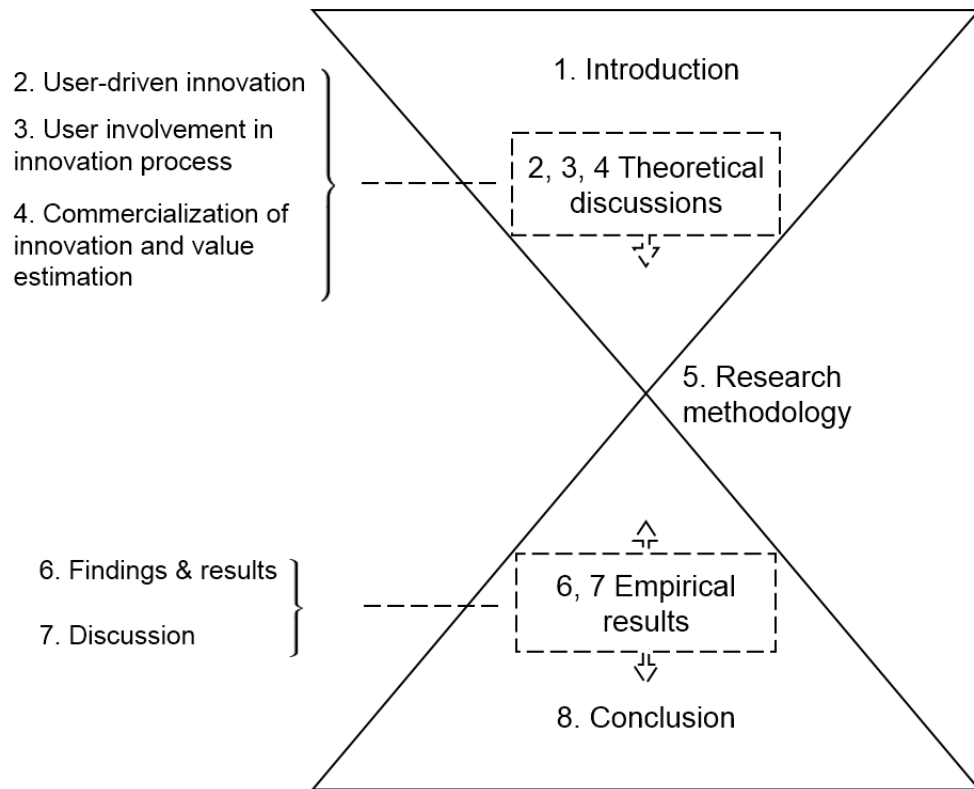 1. Introduction
2. User-driven innovation
3. User involvement in
innovation process
4. Commercialization of
innovation and value
estimation
2, 3, 4 Theoretical
discussions
5. Research
methodology
6. Findings & results
7. Discussion
6, 7 Empirical
results
8. Conclusion